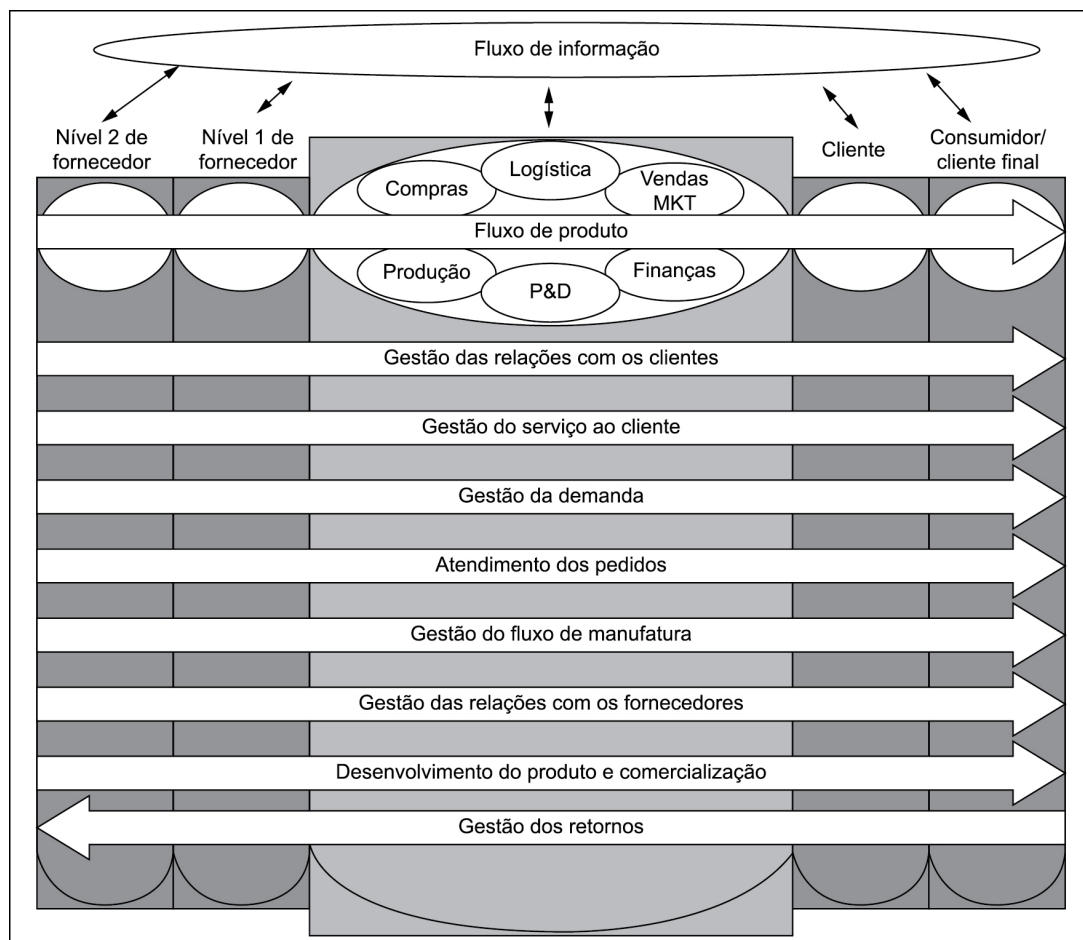 Fluxo de informação
Nível 2 de
fornecedor
Nível 1 de
fornecedor
Cliente
Consumidor/
cliente final
Logística
Compras
Vendas
MKT
Fluxo de produto
Produção
P&D
Finanças
Gestão das relações com os clientes
Gestão do serviço ao cliente
Gestão da demanda
Atendimento dos pedidos
Gestão do fluxo de manufatura
Gestão das relações com os fornecedores
Desenvolvimento do produto e comercialização
Gestão dos retornos